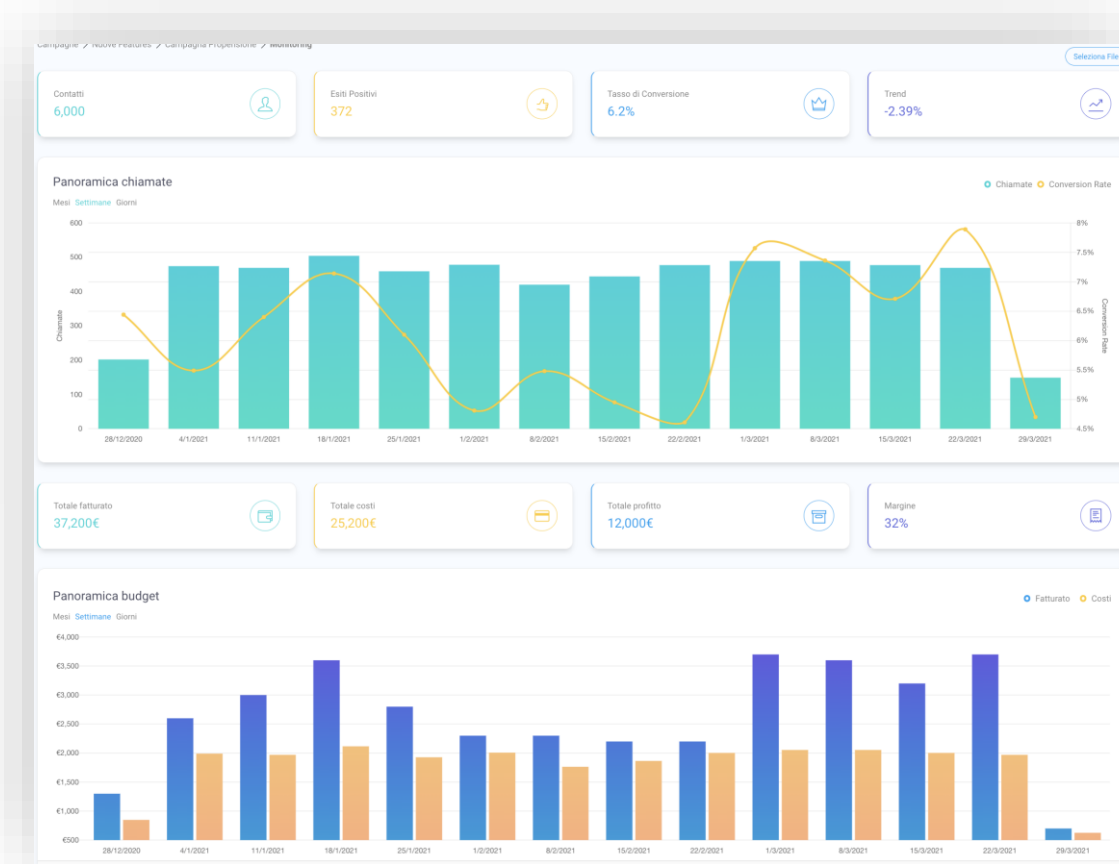 Campagne > Nuove Features > Campagna Propensione > Monitoring
Seleziona File
Contatti
6,000
Esiti Positivi
372
Tasso di Conversione
6.2%
Trend
-2.39%
Panoramica chiamate
Chiamate Conversion Rate
Mesi Settimane Giorni
600
500
400
300
200
100
0
Chiamate
8%
7.5%
7%
6.5%
6%
5.5%
5%
4.5%
Conversion Rate
28/12/2020 4/1/2021 11/1/2021 18/1/2021 25/1/2021 1/2/2021 8/2/2021 15/2/2021 22/2/2021 1/3/2021 8/3/2021 15/3/2021 22/3/2021 29/3/2021
Totale fatturato
37,200€
Totale costi
25,200€
Totale profitto
12,000€
Margine
32%
Panoramica budget
Fatturato Costi
Mesi Settimane Giorni
€4,000
€3,500
€3,000
€2,500
€2,000
€1,500
€1,000
€500
28/12/2020 4/1/2021 11/1/2021 18/1/2021 25/1/2021 1/2/2021 8/2/2021 15/2/2021 22/2/2021 1/3/2021 8/3/2021 15/3/2021 22/3/2021 29/3/2021